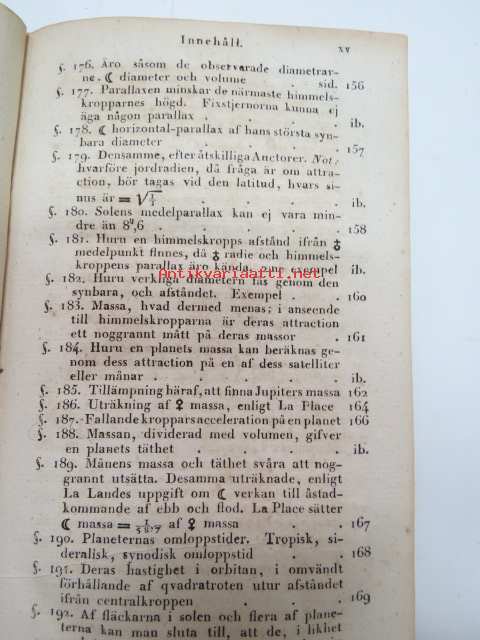 Innehåll. xv
§. 176. Äro såsom de observarade diametrar-
ne. ☾ diameter och volume . sid. 156
§. 177. Parallaxen minskar de närmaste himmels-
kropparnes högd. Fixstjernorna kunna ej
äga någon parallax . . . . ib.
§. 178. ☾ horizontal-parallax af hans största syn-
bara diameter . . . . 157
§. 179. Densamme, efter åtskilliga Auctorer. Not:
hvarföre jordradien, då fråga är om attra-
ction, bör tagas vid den latitud, hvars si-
nus är = √⅓ . . . . ib.
§. 180. Solens medelparallax kan ej vara min-
dre än 8",6 . . . . . 158
§. 181. Huru en himmelskropps afstånd ifrån ♁
medelpunkt finnes, då ♁ radie och himmels-
kroppens parallax äro kända, om exempel ib.
Antikvariaatti.net
§. 182. Huru verkliga diametern fås genom den
synbara, och afståndet. Exempel . . 160
§. 183. Massa, hvad dermed menas; i anseende
till himmelskropparna är deras attraction
ett noggrannt mått på deras massor . 161
§. 184. Huru en planets massa kan beräknas ge-
nom dess attraction på en af dess satelliter
eller månar . . . . . ib.
§. 185. Tillämpning häraf, att finna Jupiters massa 162
§. 186. Uträkning af ♀ massa, enligt La Place 164
§. 187. Fallande kroppars acceleration på en planet 166
§. 188. Massan, dividerad med volumen, gifver
en planets täthet . . . . ib.
§. 189. Månens massa och täthet svåra att nog-
grannt utsätta. Desamma uträknade, enligt
La Landes uppgift om ☾ verkan till åstad-
kommande af ebb och flod. La Place sätter
☾ massa = af ♀ massa . . 167
§. 190. Planeternas omloppstider. Tropisk, si-
deralisk, synodisk omloppstid . . 168
§. 191. Deras hastighet i orbitan, i omvändt
förhållande af qvadratroten utur afståndet
ifrån centralkroppen . . . 169
§. 192. Af fläckarna i solen och flera af plane-
terna kan man sluta till, att de, i likhet